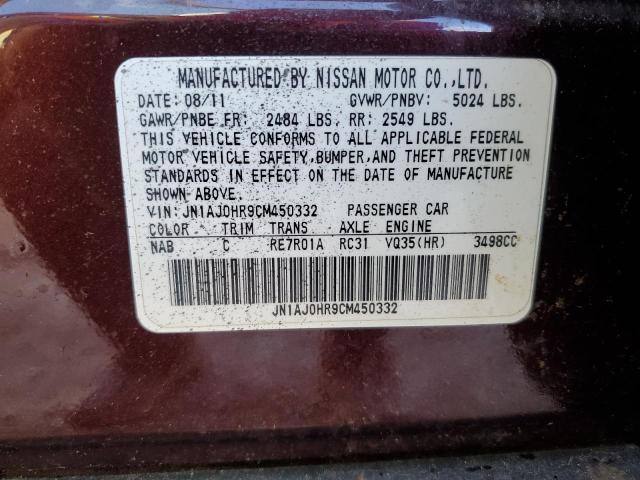 MANUFACTURED BY NISSAN MOTOR CO.,LTD.
DATE: 08/11 GVWR/PNBV: 5024 LBS.
GAWR/PNBE FR: 2484 LBS. RR: 2549 LBS.
THIS VEHICLE CONFORMS TO ALL APPLICABLE FEDERAL
MOTOR VEHICLE SAFETY,BUMPER,AND THEFT PREVENTION
STANDARDS IN EFFECT ON THE DATE OF MANUFACTURE
SHOWN ABOVE.
VIN: JN1AJ0HR9CM450332 PASSENGER CAR
COLOR TRIM TRANS AXLE ENGINE
NAB C RE7R01A RC31 VQ35(HR) 3498CC
JN1AJ0HR9CM450332